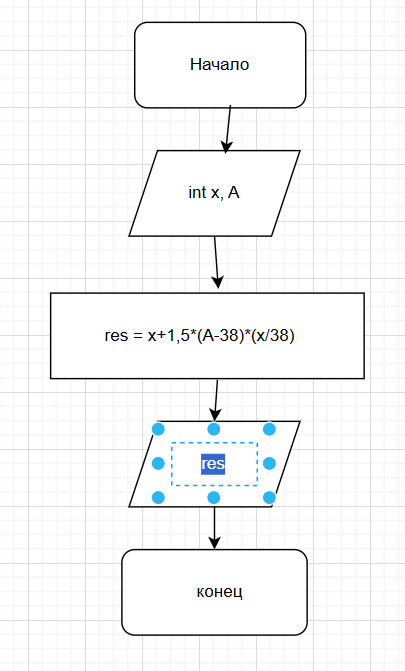 Начало
int x, A
res = x+1,5*(A-38)*(x/38)
res
конец